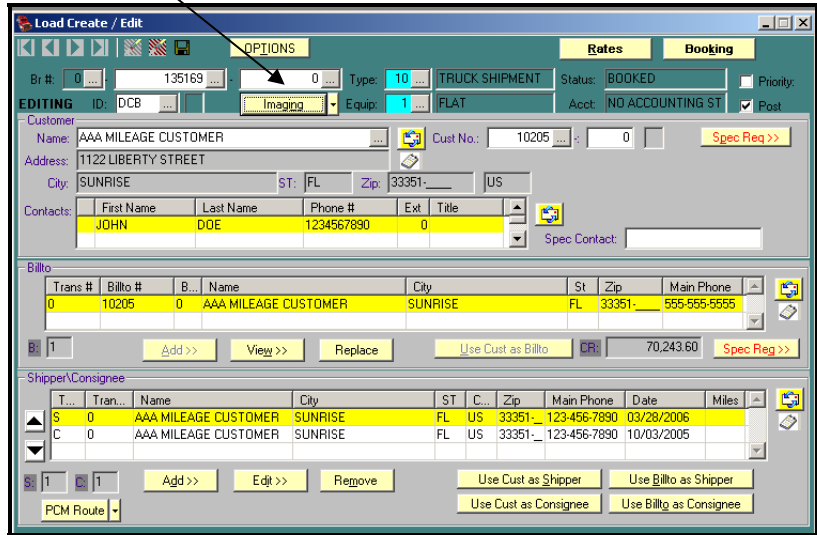 Load Create / Edit
OPTIONS Rates Booking
Br #: 0 ... - 135169 ... - 0 ... Type: 10 ... TRUCK SHIPMENT Status: BOOKED Priority:
EDITING ID: DCB ... Imaging Equip: 1 ... FLAT Acct: NO ACCOUNTING ST Post
Customer
Name: AAA MILEAGE CUSTOMER ... Cust No.: 10205 ... -: 0 Spec Req >>
Address: 1122 LIBERTY STREET
City: SUNRISE ST: FL Zip: 33351-____ US
Contacts: First Name Last Name Phone # Ext Title
JOHN DOE 1234567890 0
Spec Contact:
Billto
Trans # Billto # B... Name City St Zip Main Phone
0 10205 0 AAA MILEAGE CUSTOMER SUNRISE FL 33351-____ 555-555-5555
B: 1 Add >> View >> Replace Use Cust as Billto CR: 70,243.60 Spec Reg >>
Shipper\Consignee
T... Tran... Name City ST C... Zip Main Phone Date Miles
S 0 AAA MILEAGE CUSTOMER SUNRISE FL US 33351-_ 123-456-7890 03/28/2006
C 0 AAA MILEAGE CUSTOMER SUNRISE FL US 33351-_ 123-456-7890 10/03/2005
S: 1 C: 1 Add >> Edit >> Remove Use Cust as Shipper Use Billto as Shipper
PCM Route Use Cust as Consignee Use Billto as Consignee